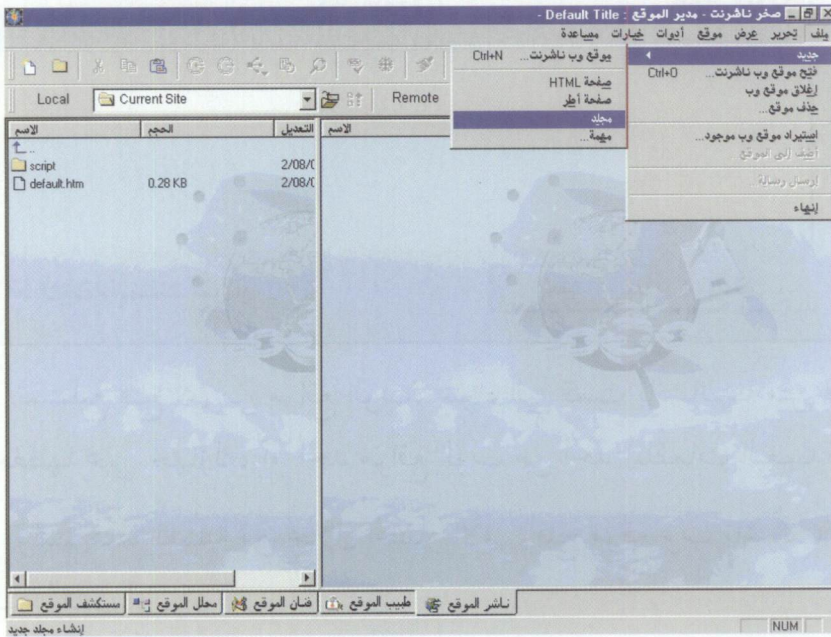 صخر ناشرنت - مدير الموقع : Default Title -
ملف تحرير عرض موقع أدوات خيارات مساعدة
جديد
فتح موقع وب ناشرنت... Ctrl+O
إغلاق موقع وب
حذف موقع...
استيراد موقع وب موجود...
أضف إلى الموقع
إرسال رسالة...
إنهاء
موقع وب ناشرنت... Ctrl+N
صفحة HTML
صفحة أطر
مجلد
مهمة...
Local Current Site Remote
الاسم الحجم التعديل الاسم
..
script 2/08/0
default.htm 0.28 KB 2/08/0
ناشر الموقع طبيب الموقع فنان الموقع محلل الموقع مستكشف الموقع
إنشاء مجلد جديد NUM